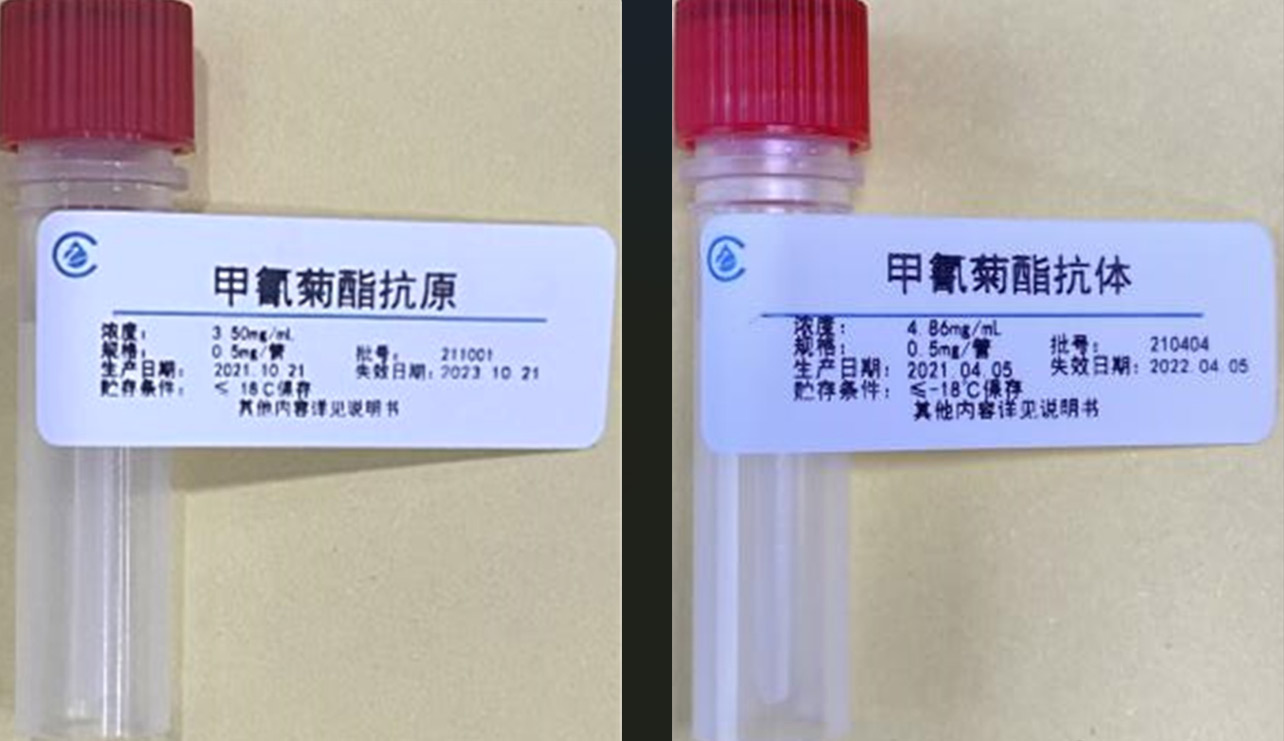 甲氰菊酯抗原
浓度： 3.50mg/mL
规格： 0.5mg/管 批号： 211001
生产日期： 2021.10.21 失效日期：2023.10.21
贮存条件： ≤-18℃保存
其他内容详见说明书
甲氰菊酯抗体
浓度： 4.86mg/mL
规格： 0.5mg/管 批号： 210404
生产日期： 2021.04.05 失效日期：2022.04.05
贮存条件： ≤-18℃保存
其他内容详见说明书